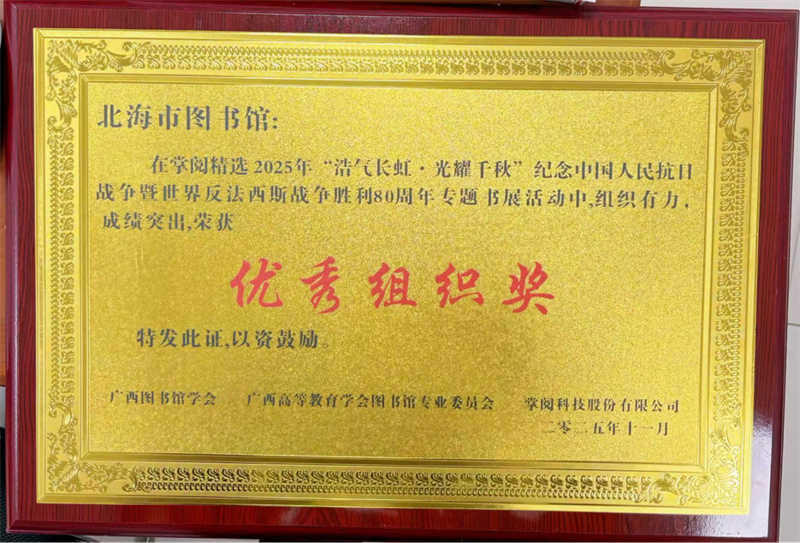 北海市图书馆:
在掌阅精选2025年“浩气长虹·光耀千秋”纪念中国人民抗日
战争暨世界反法西斯战争胜利80周年专题书展活动中,组织有力,
成绩突出,荣获
优秀组织奖
特发此证,以资鼓励。
广西图书馆学会 广西高等教育学会图书馆专业委员会 掌阅科技股份有限公司
二〇二五年十一月